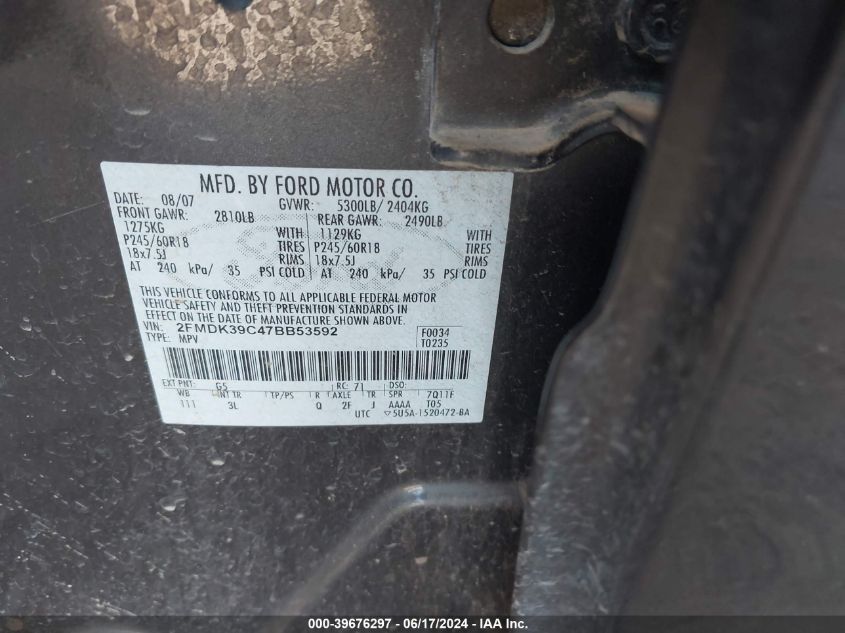 MFD. BY FORD MOTOR CO.
DATE: 08/07 GVWR: 5300LB/ 2404KG
FRONT GAWR: 2810LB REAR GAWR: 2490LB
1275KG WITH 1129KG WITH
P245/60R18 TIRES P245/60R18 TIRES
18x7.5J RIMS 18x7.5J RIMS
AT 240 kPa/ 35 PSI COLD AT 240 kPa/ 35 PSI COLD
THIS VEHICLE CONFORMS TO ALL APPLICABLE FEDERAL MOTOR
VEHICLE SAFETY AND THEFT PREVENTION STANDARDS IN
EFFECT ON THE DATE OF MANUFACTURE SHOWN ABOVE.
VIN: 2FMDK39C47BB53592 F0034
TYPE: MPV T0235
EXT PNT: G5 RC: 71 DSO:
WB INT TR TP/PS R AXLE TR SPR 7Q11F
111 3L Q 2F J AAAA T05
UTC ▽5U5A-1520472-BA
000-39676297 - 06/17/2024 - IAAI.COM.